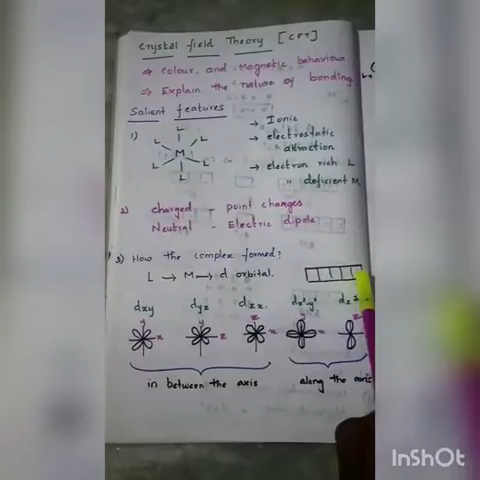 Crystal field Theory [CFT]
⇒ Colour and Magnetic behaviour
⇒ Explain the nature of bonding
Salient features
1)
L
L L
M
L L
L
→ Ionic
→ electrostatic
attraction
→ electron rich L
" deficient M
2) charged - point charges
Neutral - Electric dipole
3) How the complex formed?
L → M → d orbital.
dxy dyz dzx. dx²-y² dz²
y y z y z
x z x x
in between the axis along the axis
InShOt